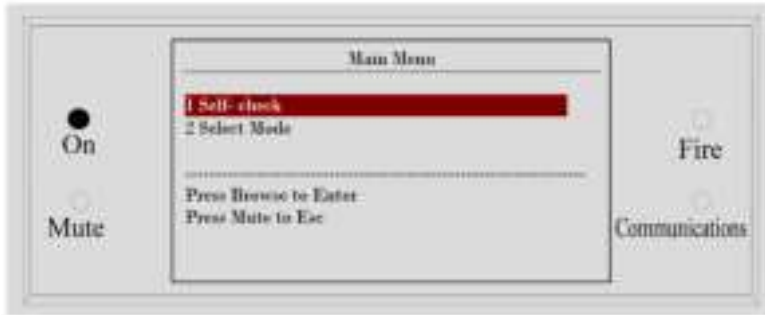 Main Menu
1 Self- check
2 Select Mode
Press Browse to Enter
Press Mute to Esc
On
Mute
Fire
Communications